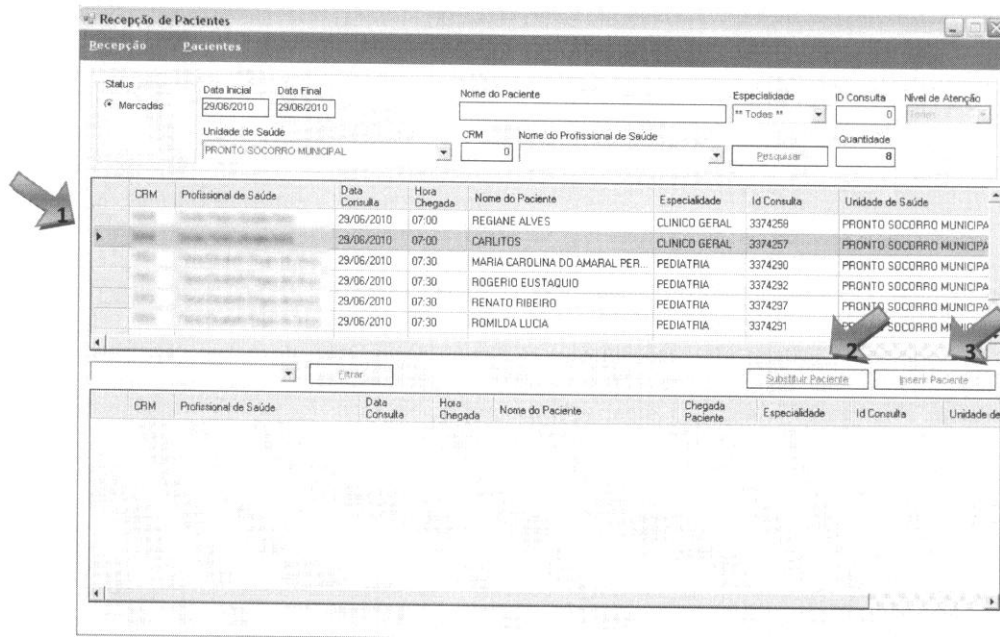 Recepção de Pacientes
Recepção Pacientes
Status
Marcadas
Data Inicial Data Final
29/06/2010 29/06/2010
Nome do Paciente
Especialidade
** Todas **
ID Consulta
0
Nível de Atenção
Unidade de Saúde
PRONTO SOCORRO MUNICIPAL
CRM
0
Nome do Profissional de Saúde
Pesquisar
Quantidade
8
1
CRM Profissional de Saúde Data Consulta Hora Chegada Nome do Paciente Especialidade Id Consulta Unidade de Saúde
29/06/2010 07:00 REGIANE ALVES CLINICO GERAL 3374258 PRONTO SOCORRO MUNICIPA
29/06/2010 07:00 CARLITOS CLINICO GERAL 3374257 PRONTO SOCORRO MUNICIPA
29/06/2010 07:30 MARIA CAROLINA DO AMARAL PER... PEDIATRIA 3374290 PRONTO SOCORRO MUNICIPA
29/06/2010 07:30 ROGERIO EUSTAQUIO PEDIATRIA 3374292 PRONTO SOCORRO MUNICIPA
29/06/2010 07:30 RENATO RIBEIRO PEDIATRIA 3374297 PRONTO SOCORRO MUNICIPA
29/06/2010 07:30 ROMILDA LUCIA PEDIATRIA 3374291 SOCORRO
2 3
Filtrar Substituir Paciente Inserir Paciente
CRM Profissional de Saúde Data Consulta Hora Chegada Nome do Paciente Chegada Paciente Especialidade Id Consulta Unidade de